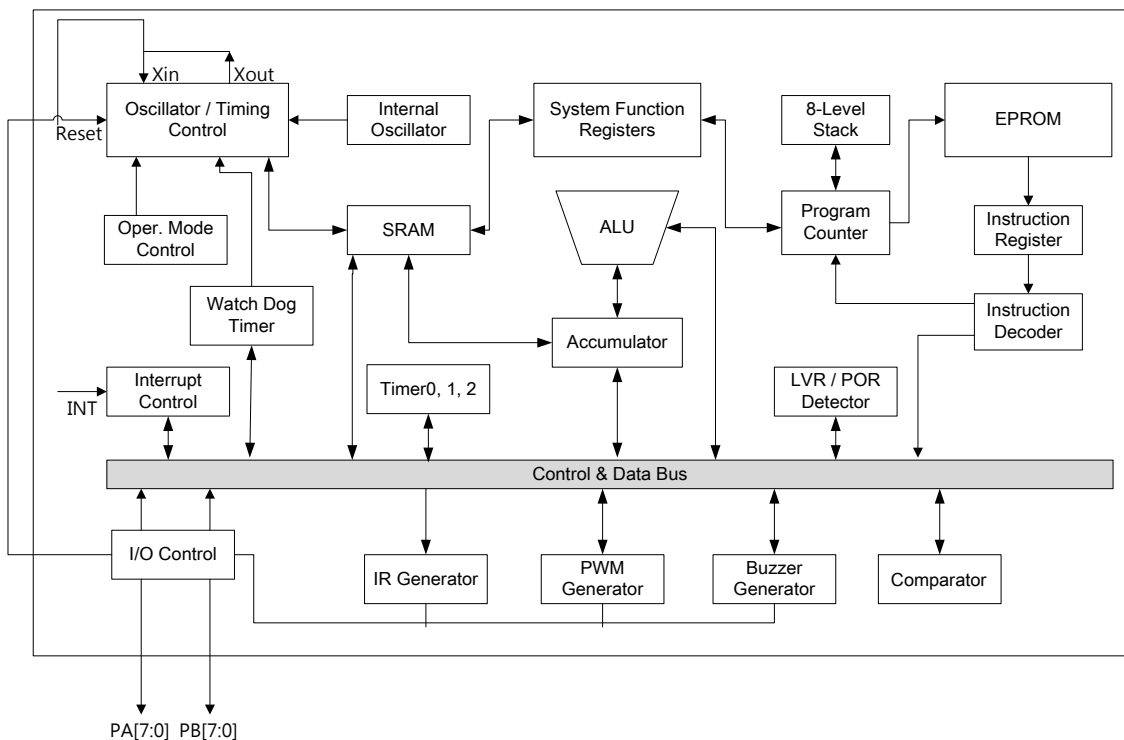 Xin
Xout
Oscillator / Timing
Control
Reset
Internal
Oscillator
System Function
Registers
8-Level
Stack
EPROM
Oper. Mode
Control
SRAM
ALU
Program
Counter
Instruction
Register
Watch Dog
Timer
Accumulator
Instruction
Decoder
Interrupt
Control
INT
Timer0, 1, 2
LVR / POR
Detector
Control & Data Bus
I/O Control
IR Generator
PWM
Generator
Buzzer
Generator
Comparator
PA[7:0]
PB[7:0]